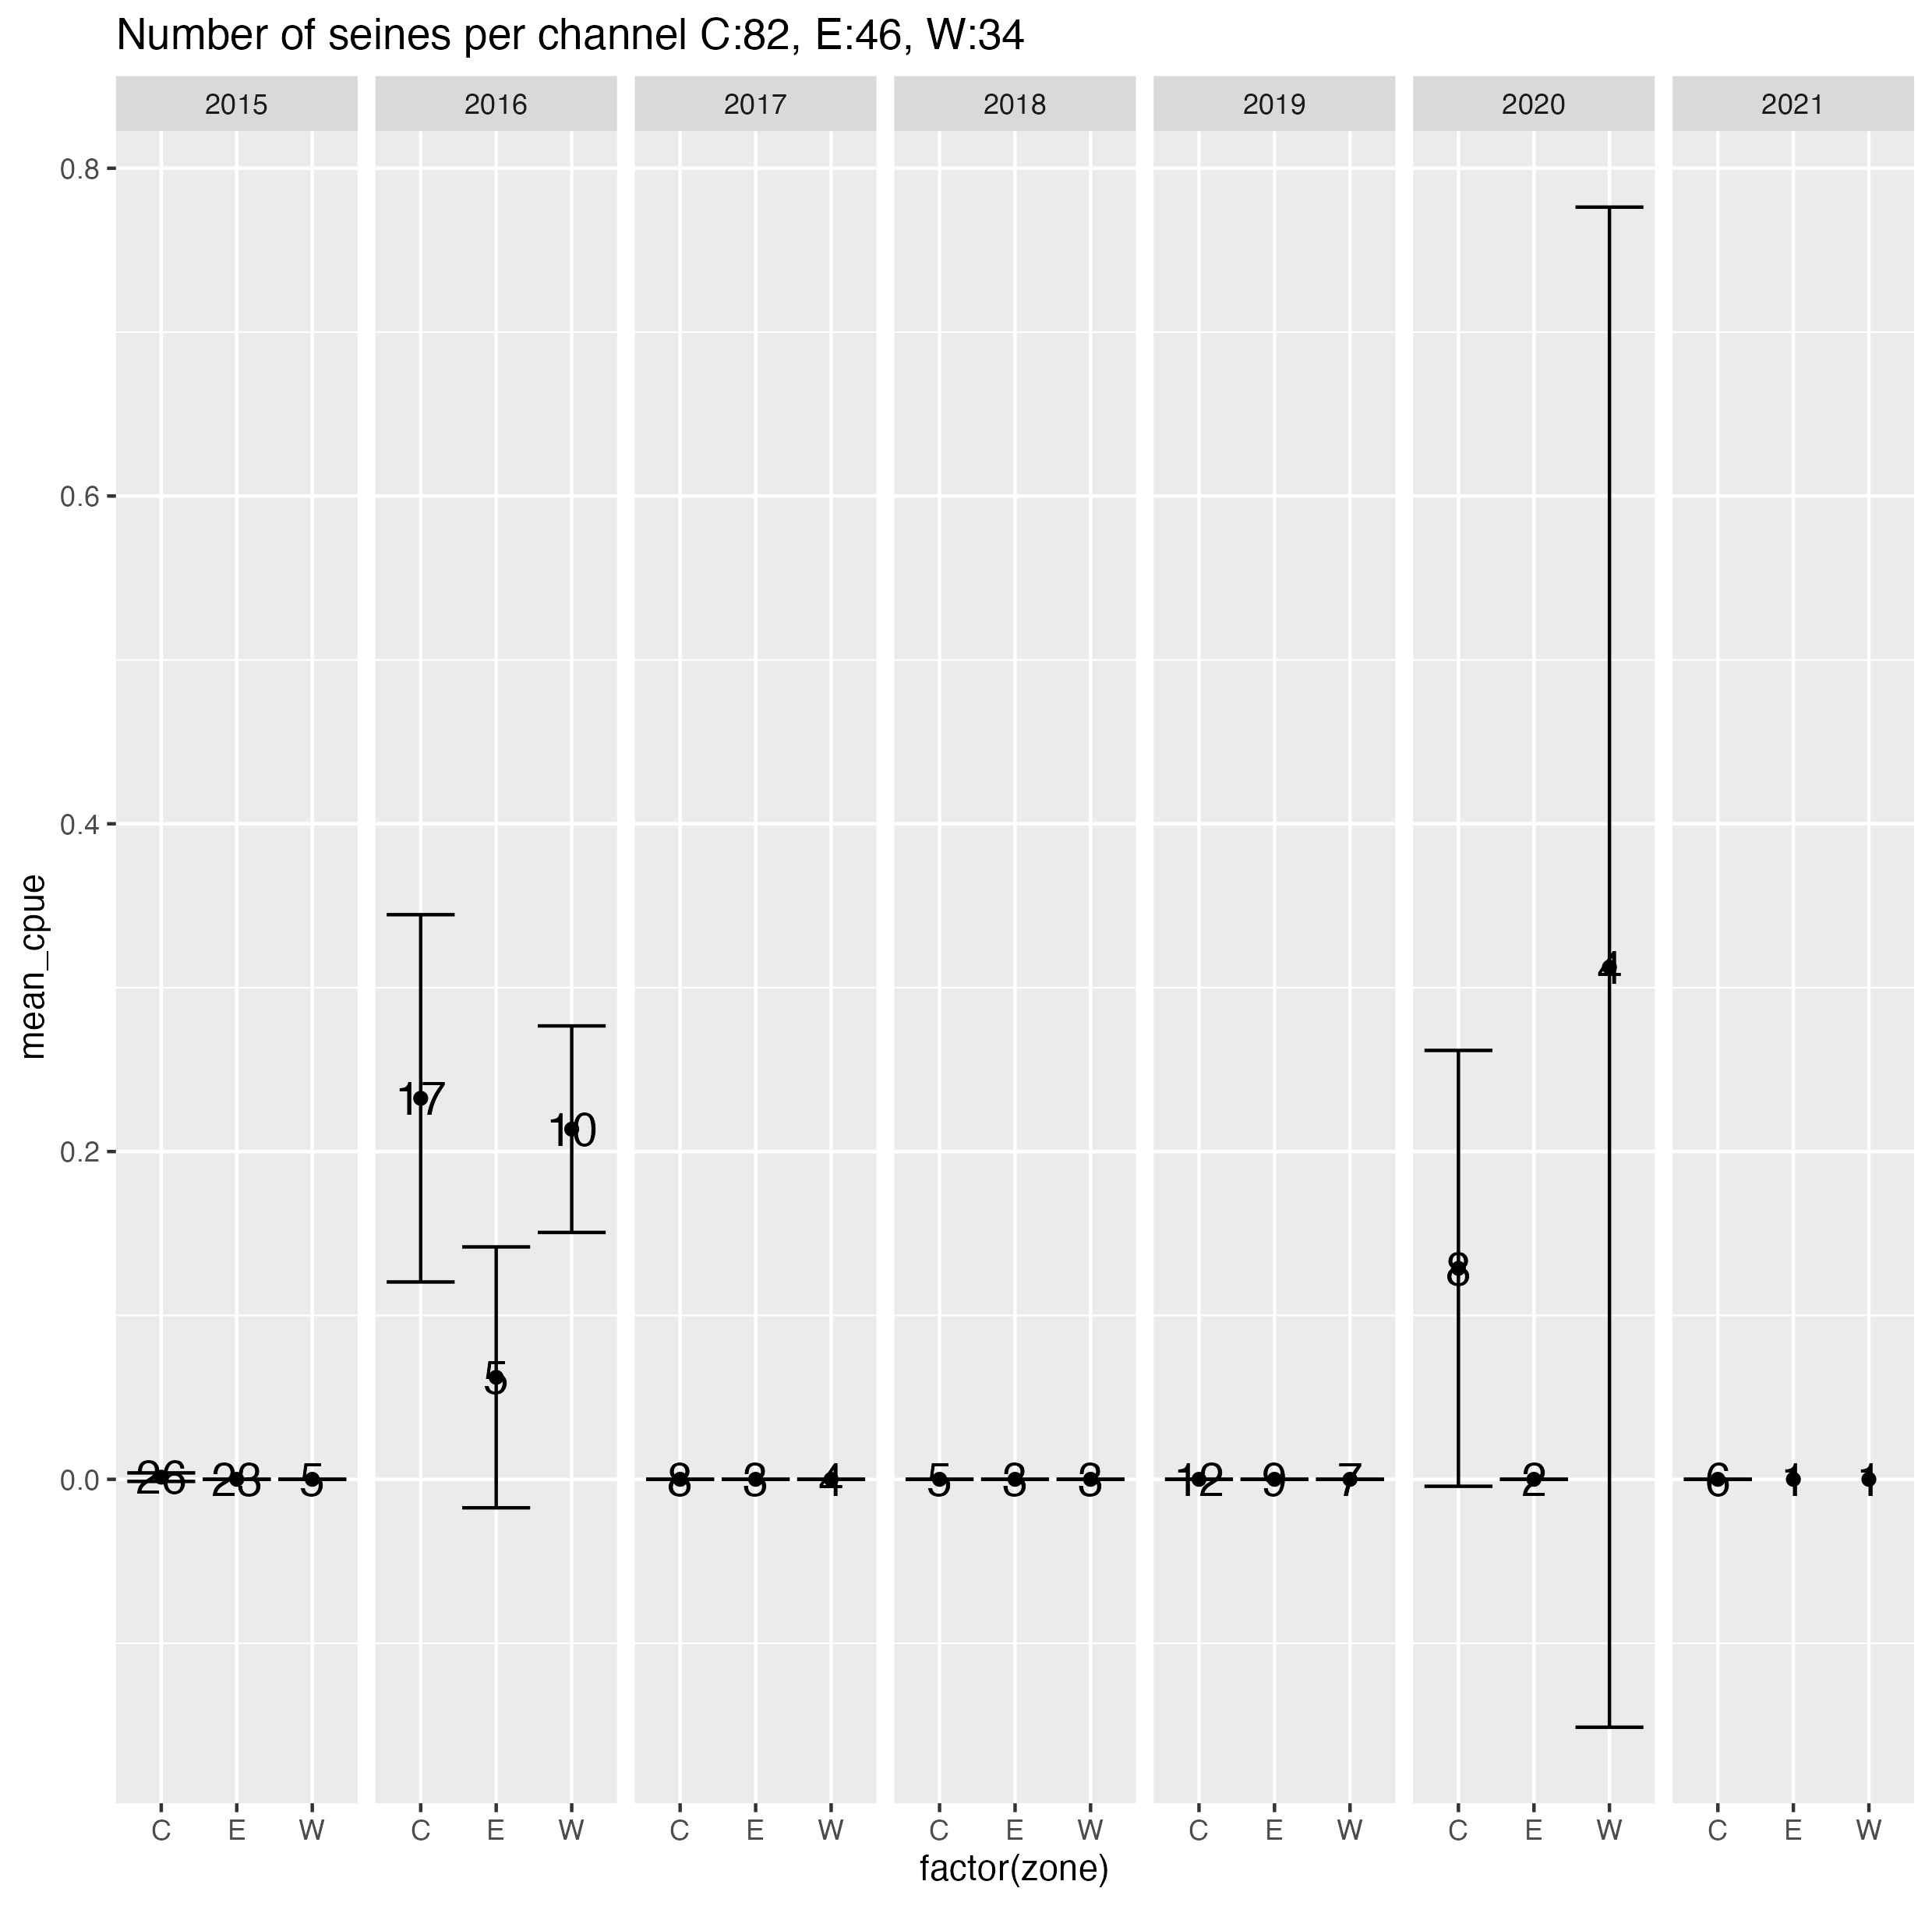 Number of seines per channel C:82, E:46, W:34
2015 2016 2017 2018 2019 2020 2021
0.8
0.6
0.4
4
17
10
0.2
8
5
0.0
26 23 5 8 3 4 5 3 3 12 9 7 2 6 1 1
C E W C E W C E W C E W C E W C E W C E W
factor(zone)
mean_cpue